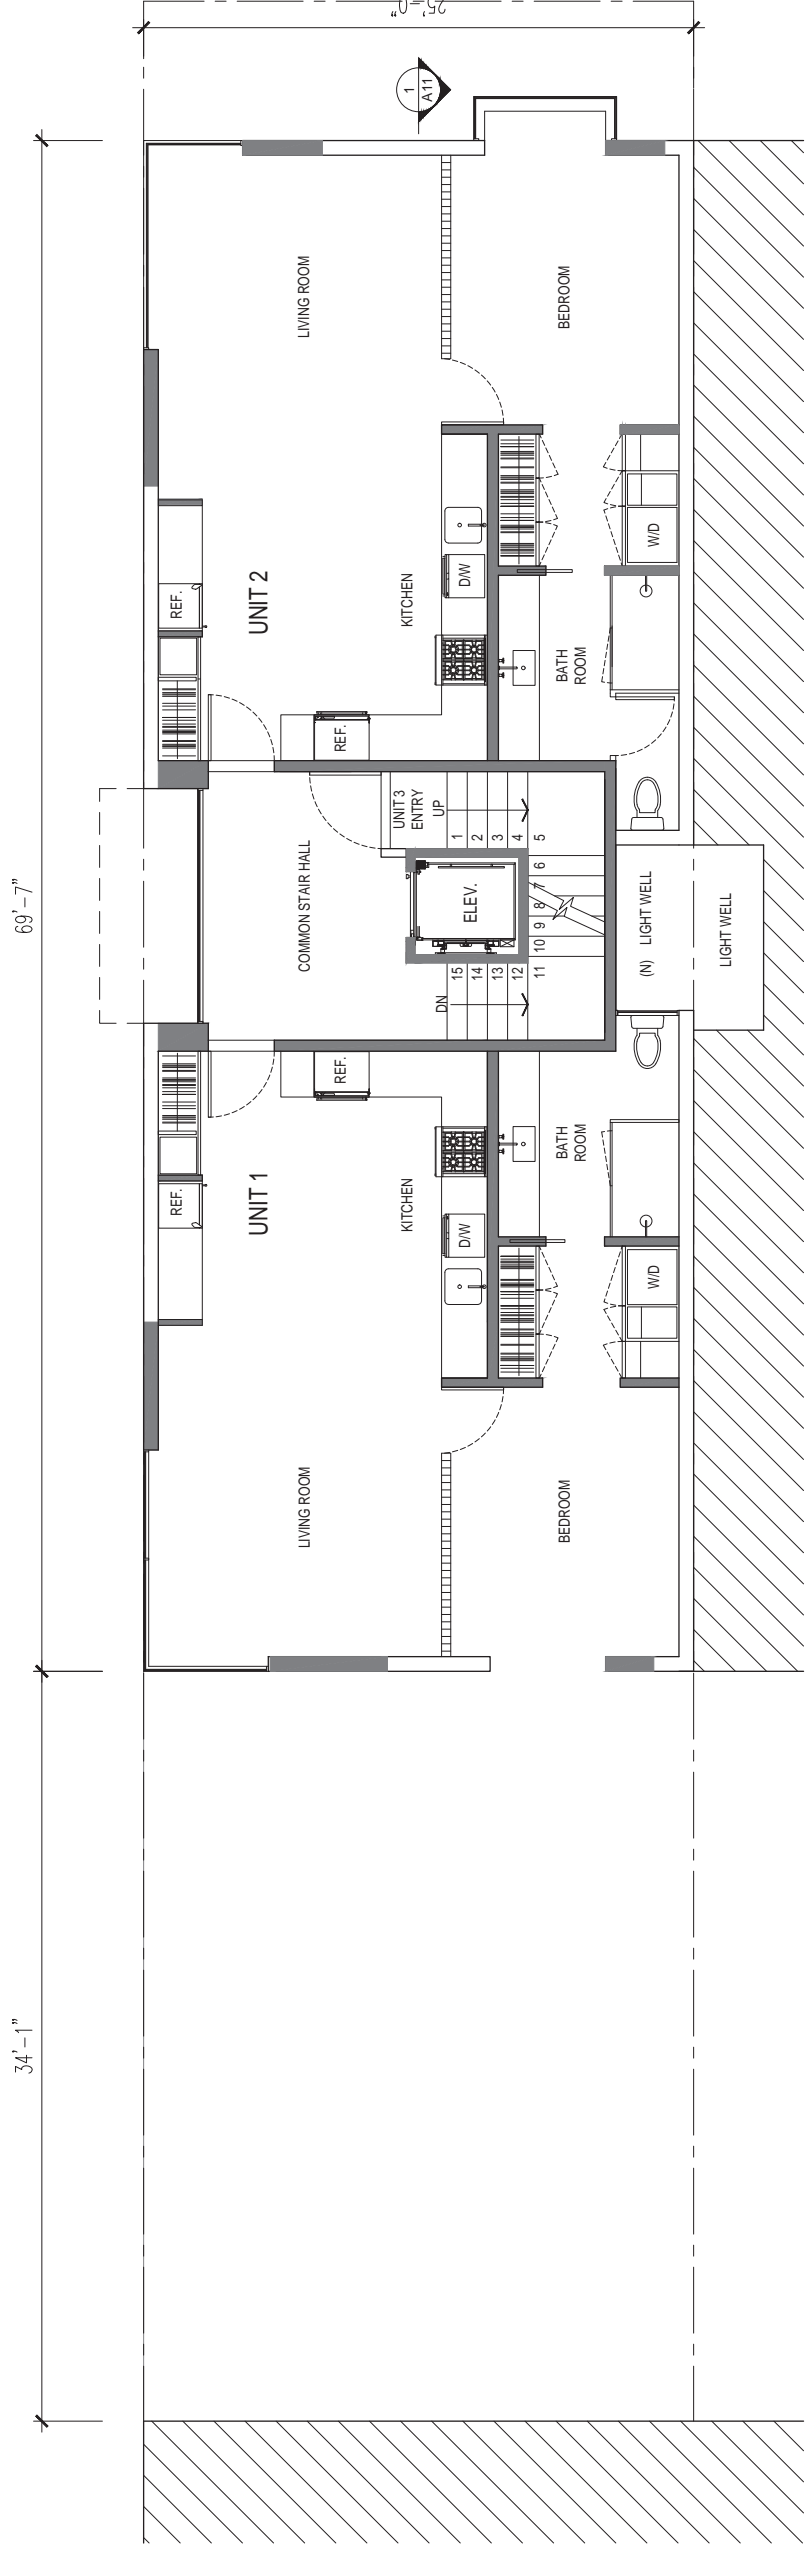 25'-0"
1
A11
69'-7"
34'-1"
LIVING ROOM
BEDROOM
UNIT 2
REF.
KITCHEN
D/W
W/D
BATH
ROOM
REF.
COMMON STAIR HALL
UNIT 3
ENTRY
UP
1
2
3
4
5
6
7
8
9
10
11
12
13
14
15
DN
ELEV.
(N) LIGHT WELL
LIGHT WELL
REF.
BATH
ROOM
UNIT 1
REF.
KITCHEN
D/W
W/D
LIVING ROOM
BEDROOM